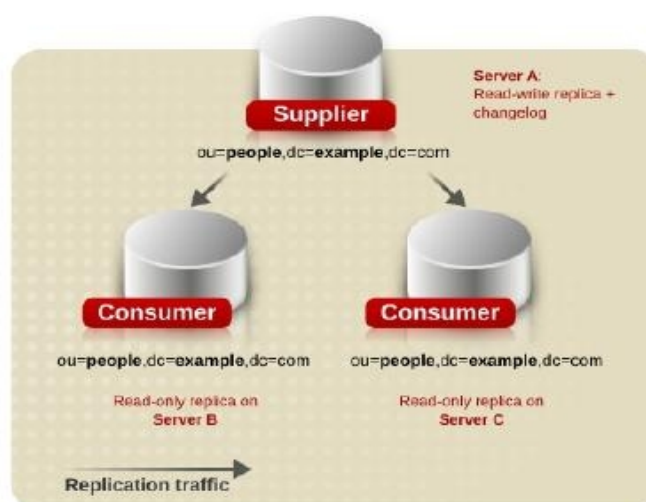 Server A:
Read-write replica +
changelog
Supplier
ou=people,dc=example,dc=com
Consumer
Consumer
ou=people,dc=example,dc=com
ou=people,dc=example,dc=com
Read-only replica on
Server B
Read-only replica on
Server C
Replication traffic